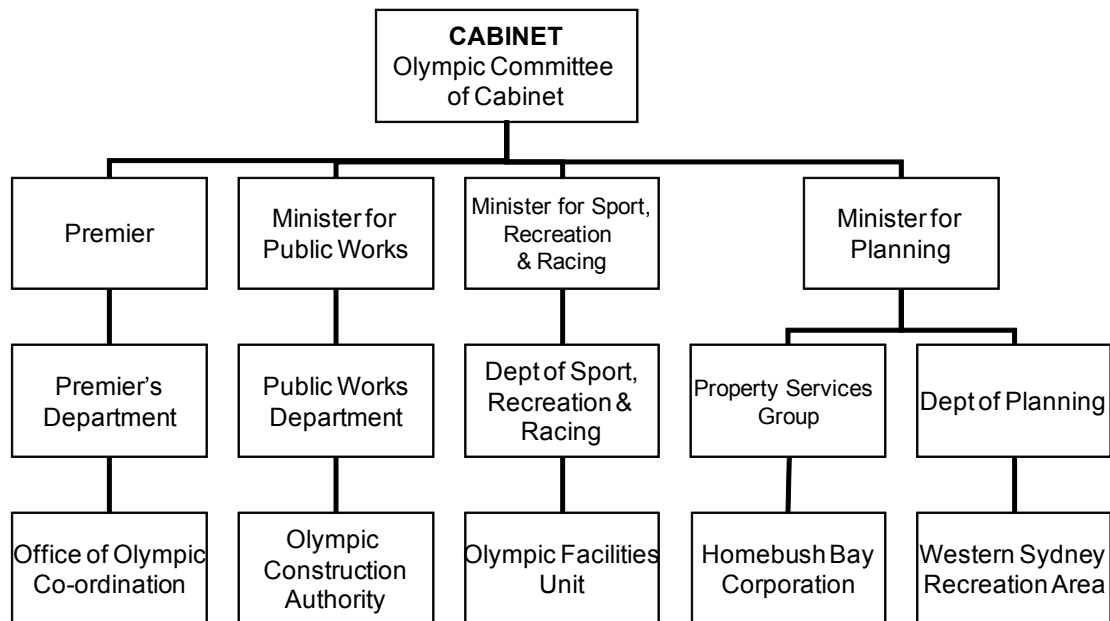 CABINET
Olympic Committee
of Cabinet
Premier
Minister for
Public Works
Minister for Sport,
Recreation
& Racing
Minister for
Planning
Premier's
Department
Public Works
Department
Dept of Sport,
Recreation &
Racing
Property Services
Group
Dept of Planning
Office of Olympic
Co-ordination
Olympic
Construction
Authority
Olympic Facilities
Unit
Homebush Bay
Corporation
Western Sydney
Recreation Area